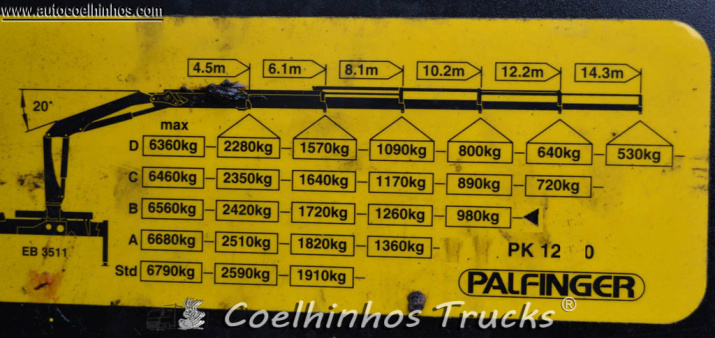 www.autocoelhinhos.com
4.5m 6.1m 8.1m 10.2m 12.2m 14.3m
20°
max
D 6360kg 2280kg 1570kg 1090kg 800kg 640kg 530kg
C 6460kg 2350kg 1640kg 1170kg 890kg 720kg
B 6560kg 2420kg 1720kg 1260kg 980kg
A 6680kg 2510kg 1820kg 1360kg
EB 3511
PK 12 0
Std 6790kg 2590kg 1910kg
PALFINGER
Coelhinhos Trucks®